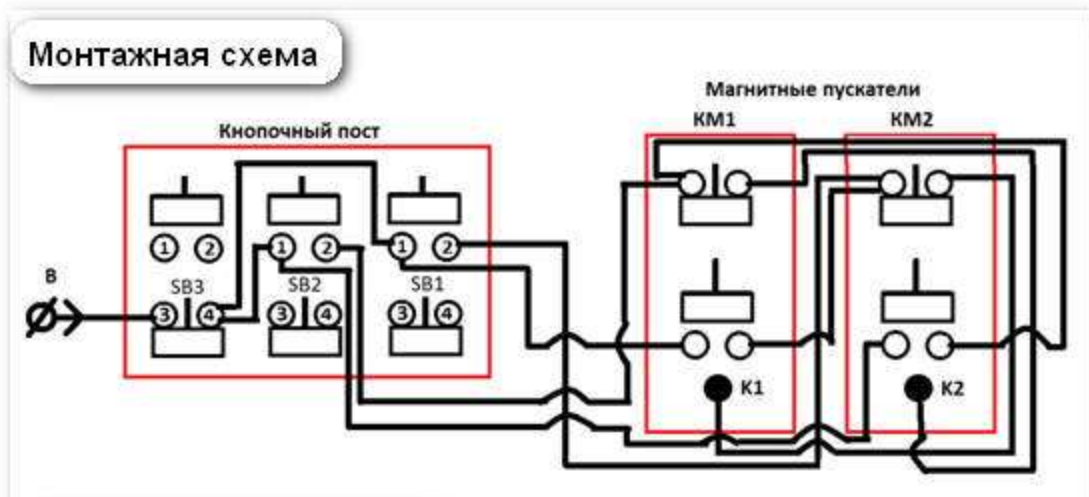 Монтажная схема
Магнитные пускатели
КМ1 КМ2
Кнопочный пост
1 2 1 2 1 2
В
SB3 SB2 SB1
3 4 3 4 3 4
К1 К2